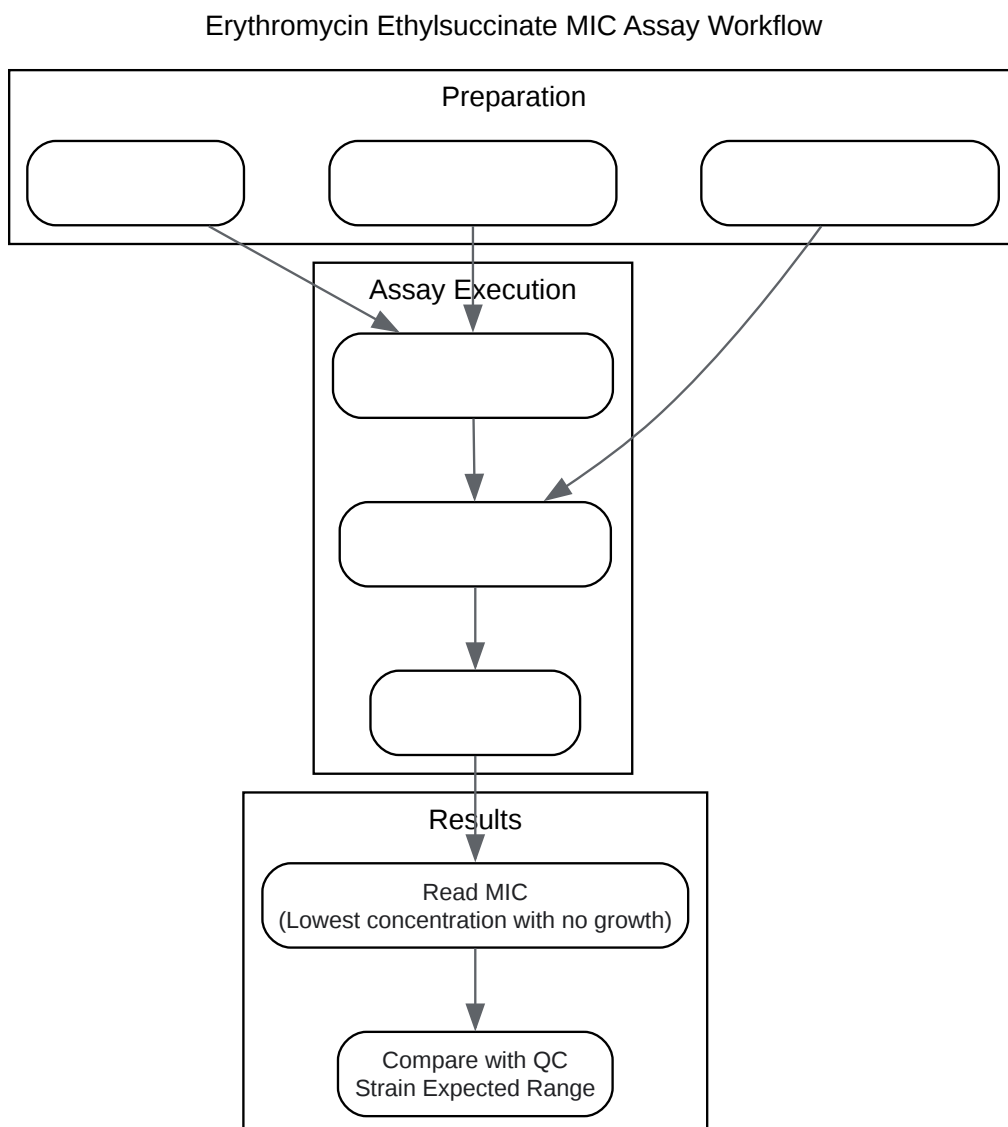 Erythromycin Ethylsuccinate MIC Assay Workflow
Preparation
Assay Execution
Results
Read MIC
(Lowest concentration with no growth)
Compare with QC
Strain Expected Range